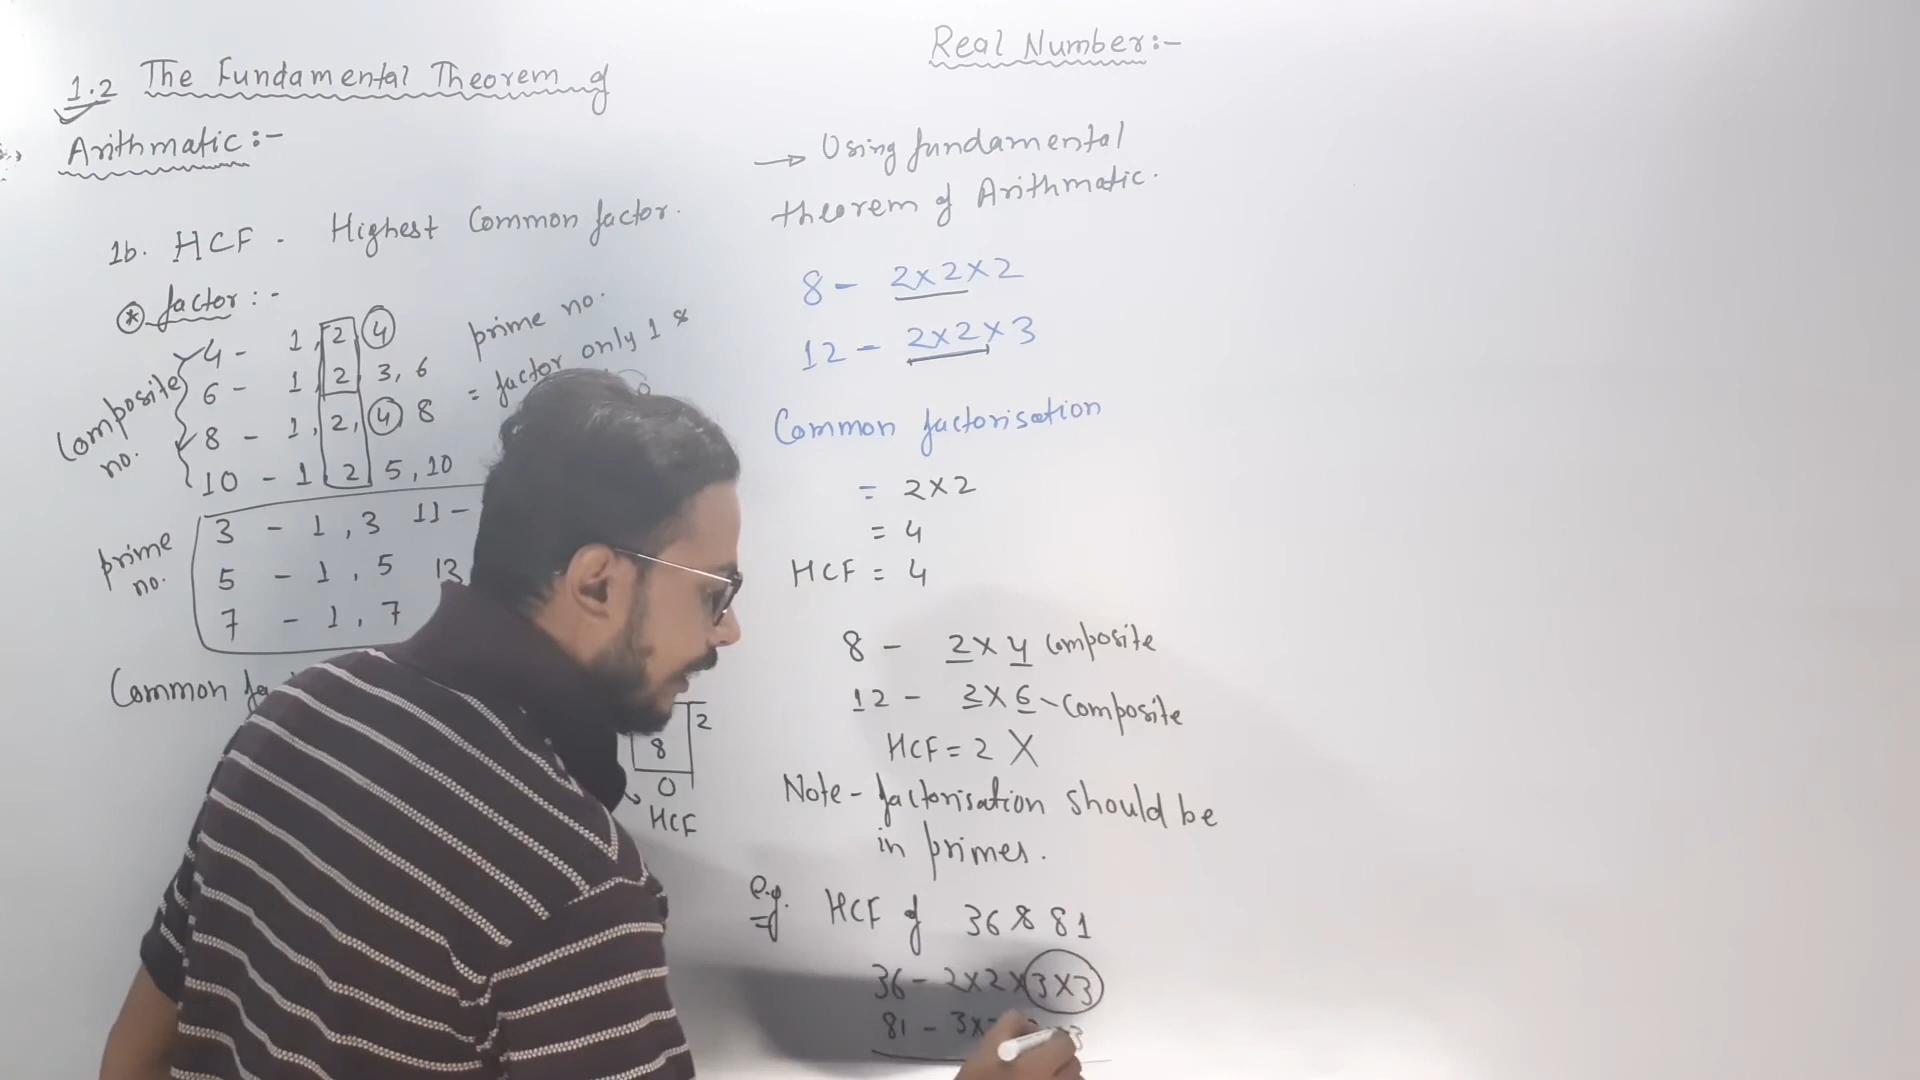 1.2 The Fundamental Theorem of
Arithmatic:-
1b. HCF - Highest Common factor.
* factor:-
Composite no.
4 - 1, 2, 4
6 - 1, 2, 3, 6
8 - 1, 2, 4, 8
10 - 1 2 5, 10
prime no.
= factor only 1 &
prime no.
3 - 1, 3 11 -
5 - 1, 5 13
7 - 1, 7
Common
8 2
0
HCF
Real Number:-
→ Using fundamental
theorem of Arithmatic.
8 - 2×2×2
12 - 2×2×3
Common factorisation
= 2×2
= 4
HCF = 4
8 - 2×4 Composite
12 - 2×6 - Composite
HCF = 2 X
Note - factorisation should be
in primes.
e.g. HCF of 36 & 81
36 - 2×2×3×3
81 - 3×